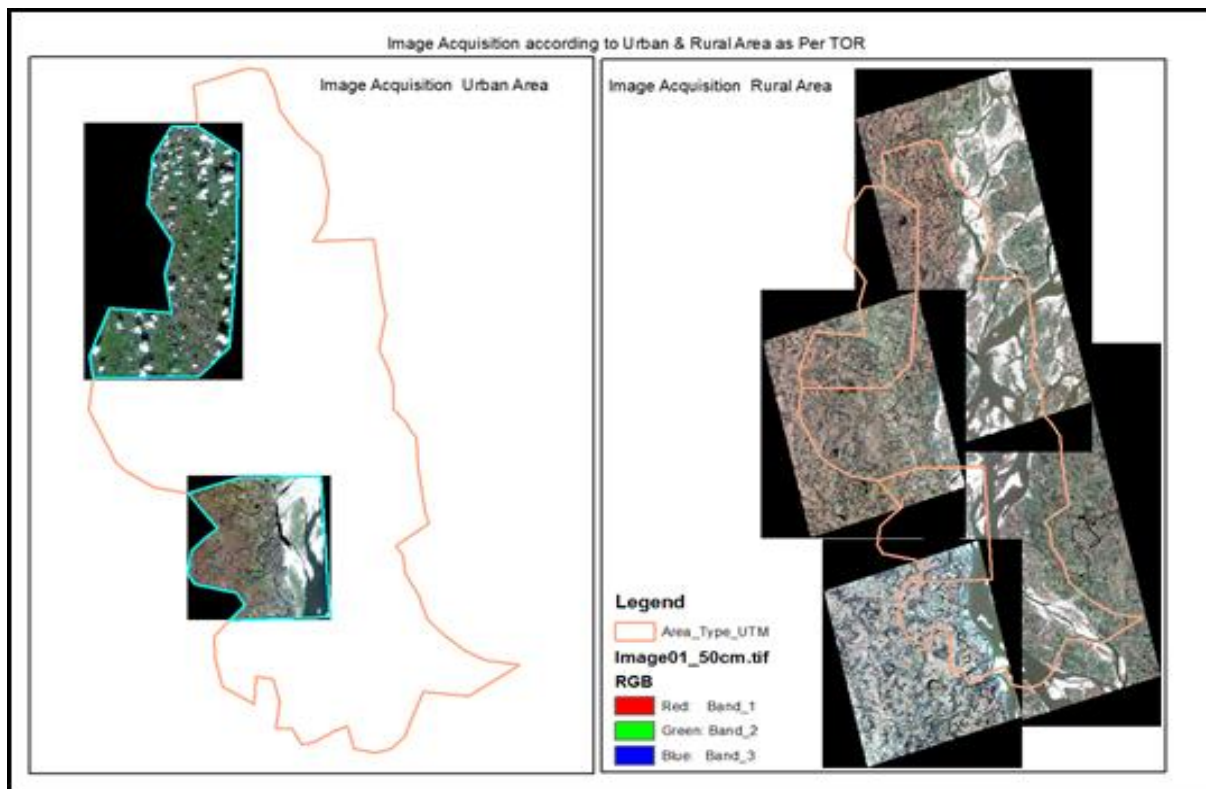 Image Acquisition according to Urban & Rural Area as Per TOR
Image Acquisition Urban Area
Image Acquisition Rural Area
Legend
Area_Type_UTM
Image01_50cm.tif
RGB
Red: Band_1
Green: Band_2
Blue: Band_3